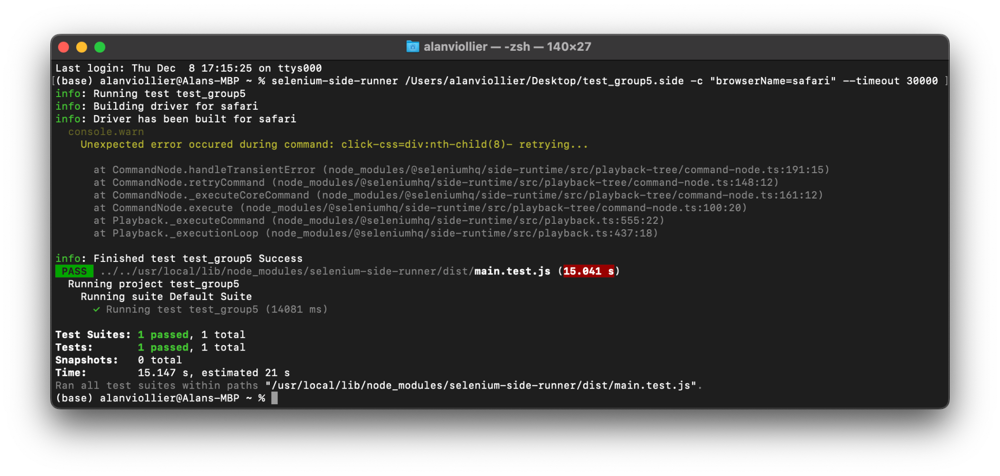 alanviollier — -zsh — 140×27
Last login: Thu Dec  8 17:15:25 on ttys000
[(base) alanviollier@Alans-MBP ~ % selenium-side-runner /Users/alanviollier/Desktop/test_group5.side -c "browserName=safari" --timeout 30000 ]
info: Running test test_group5
info: Building driver for safari
info: Driver has been built for safari
  console.warn
    Unexpected error occured during command: click-css=div:nth-child(8)- retrying...
      at CommandNode.handleTransientError (node_modules/@seleniumhq/side-runtime/src/playback-tree/command-node.ts:191:15)
      at CommandNode.retryCommand (node_modules/@seleniumhq/side-runtime/src/playback-tree/command-node.ts:148:12)
      at CommandNode._executeCoreCommand (node_modules/@seleniumhq/side-runtime/src/playback-tree/command-node.ts:161:12)
      at CommandNode.execute (node_modules/@seleniumhq/side-runtime/src/playback-tree/command-node.ts:100:20)
      at Playback._executeCommand (node_modules/@seleniumhq/side-runtime/src/playback.ts:555:22)
      at Playback._executionLoop (node_modules/@seleniumhq/side-runtime/src/playback.ts:437:18)
info: Finished test test_group5 Success
 PASS  ../../usr/local/lib/node_modules/selenium-side-runner/dist/main.test.js (15.041 s)
  Running project test_group5
    Running suite Default Suite
      ✓ Running test test_group5 (14081 ms)
Test Suites: 1 passed, 1 total
Tests:       1 passed, 1 total
Snapshots:   0 total
Time:        15.147 s, estimated 21 s
Ran all test suites within paths "/usr/local/lib/node_modules/selenium-side-runner/dist/main.test.js".
(base) alanviollier@Alans-MBP ~ %